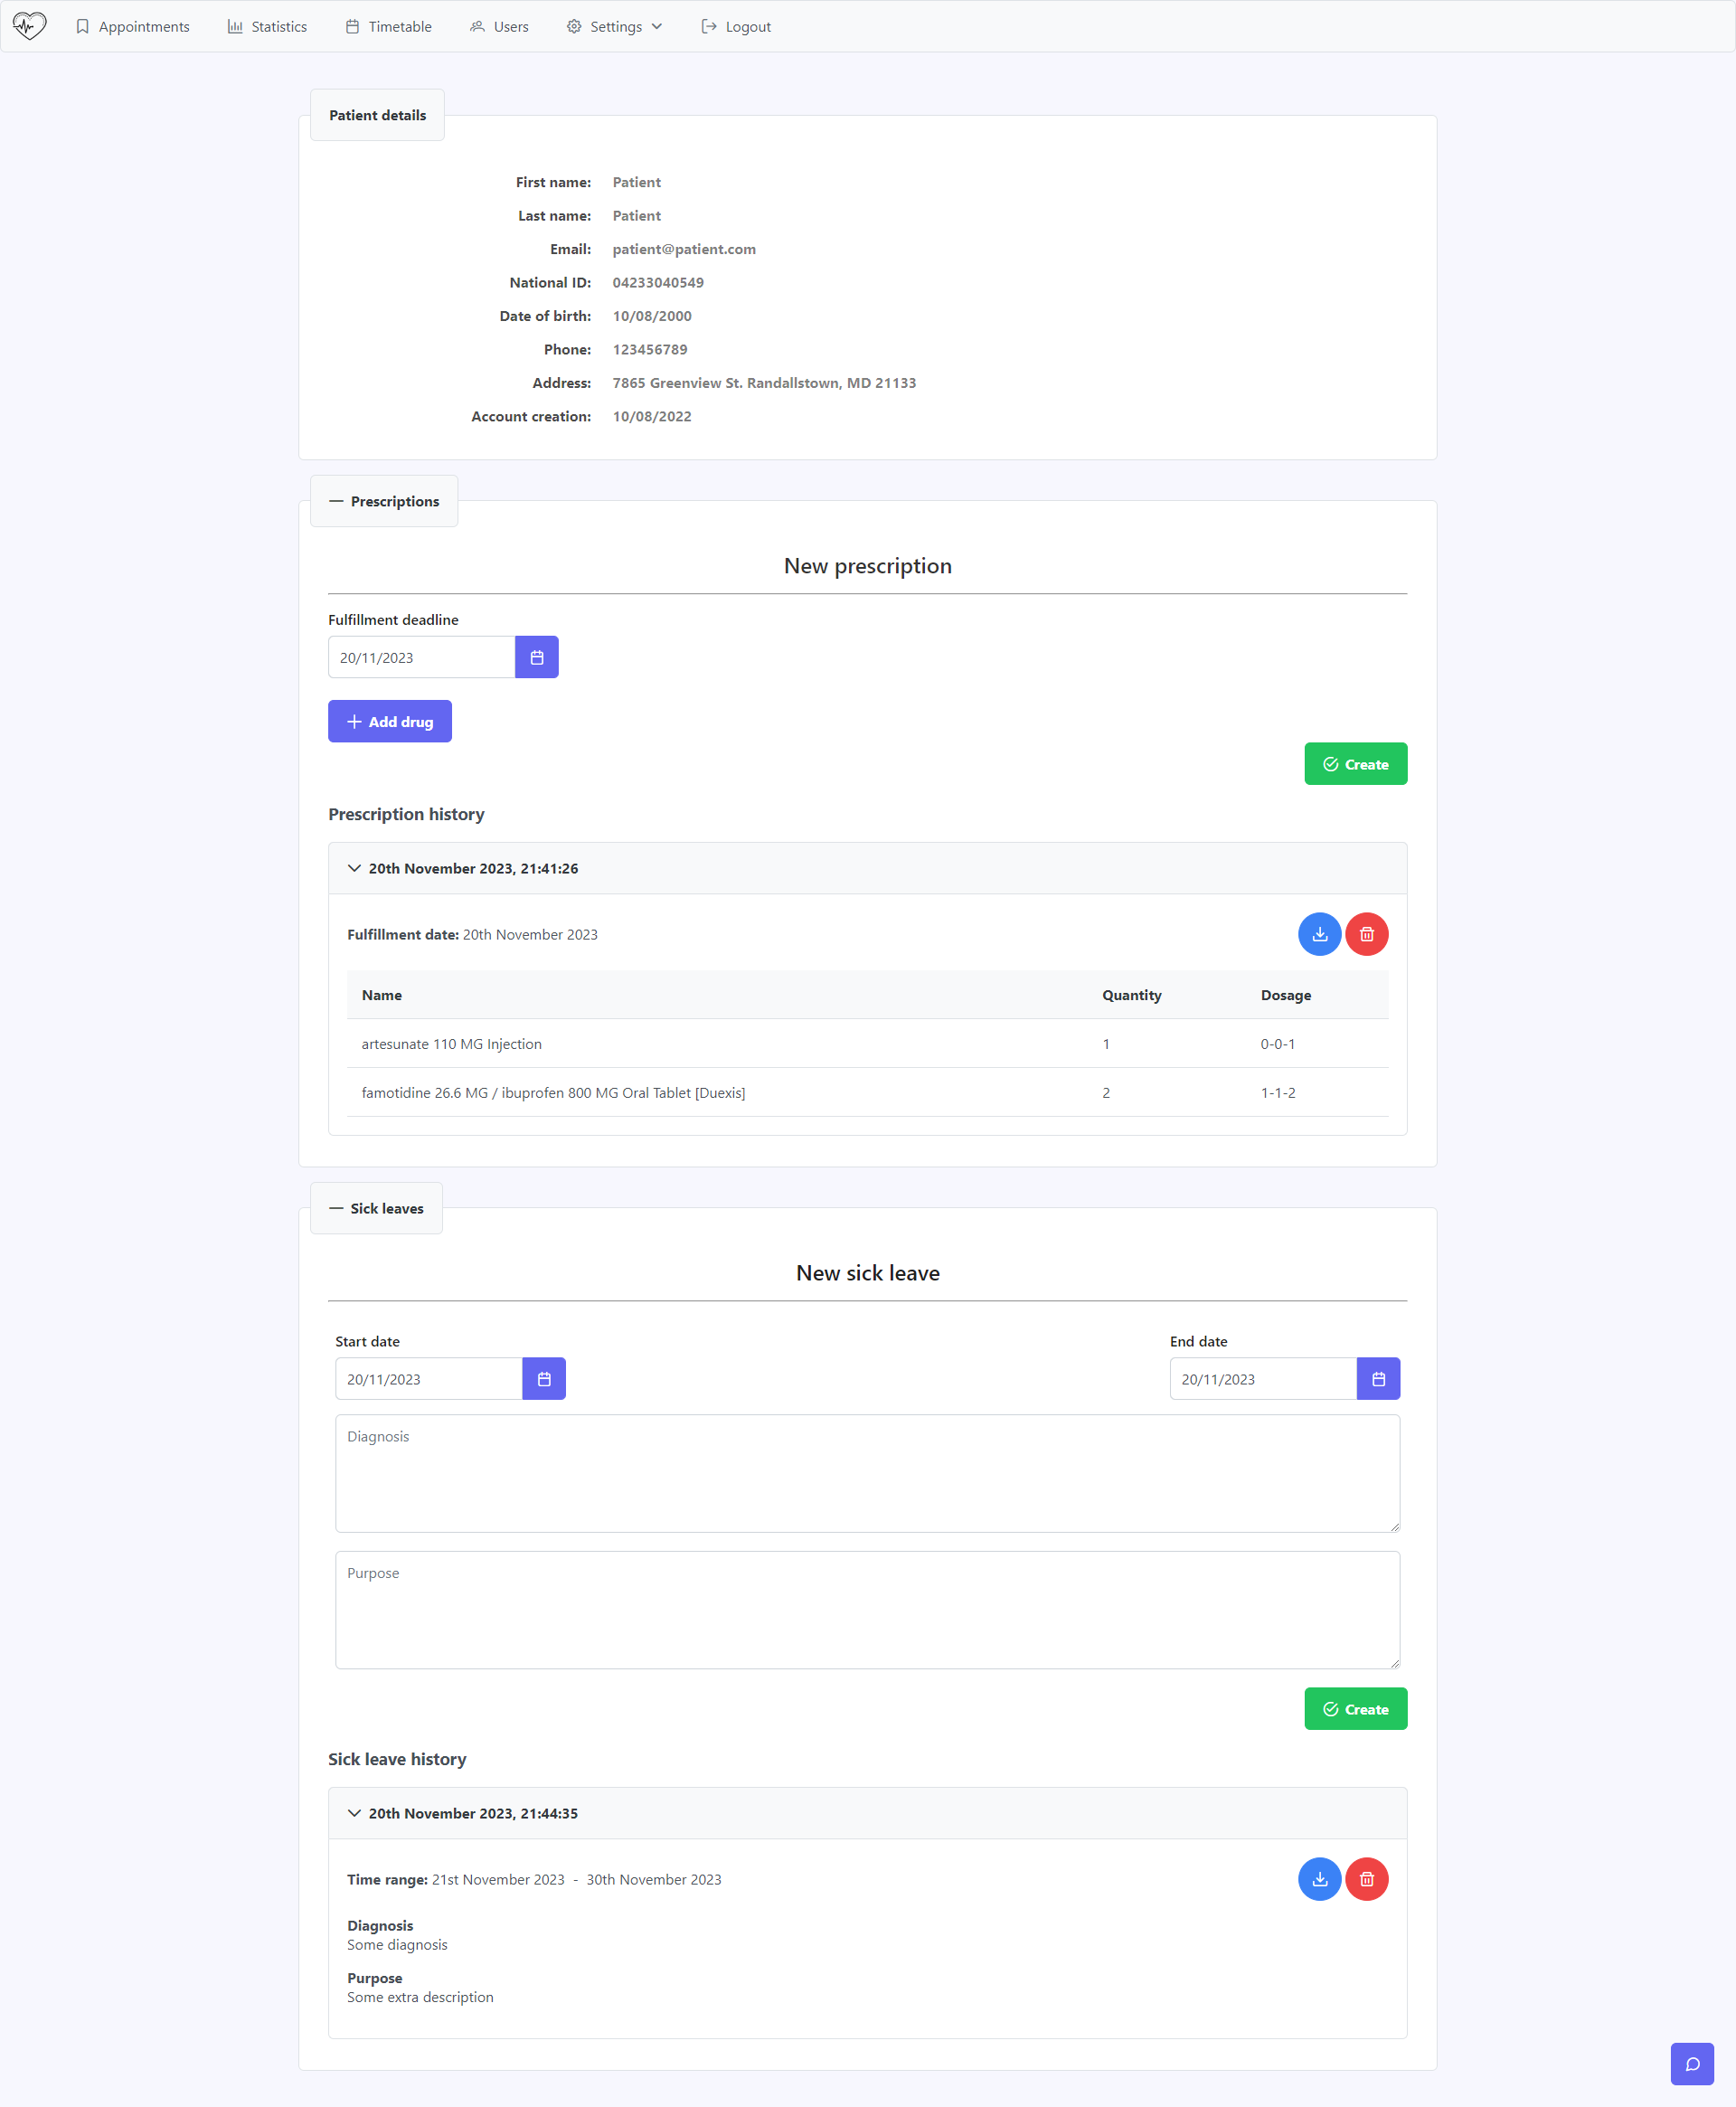 Appointments Statistics Timetable Users Settings Logout
Patient details
First name: Patient
Last name: Patient
Email: patient@patient.com
National ID: 04233040549
Date of birth: 10/08/2000
Phone: 123456789
Address: 7865 Greenview St. Randallstown, MD 21133
Account creation: 10/08/2022
Prescriptions
New prescription
Fulfillment deadline
20/11/2023
Add drug
Create
Prescription history
20th November 2023, 21:41:26
Fulfillment date: 20th November 2023
Name Quantity Dosage
artesunate 110 MG Injection 1 0-0-1
famotidine 26.6 MG / ibuprofen 800 MG Oral Tablet [Duexis] 2 1-1-2
Sick leaves
New sick leave
Start date End date
20/11/2023 20/11/2023
Diagnosis
Purpose
Create
Sick leave history
20th November 2023, 21:44:35
Time range: 21st November 2023 - 30th November 2023
Diagnosis
Some diagnosis
Purpose
Some extra description